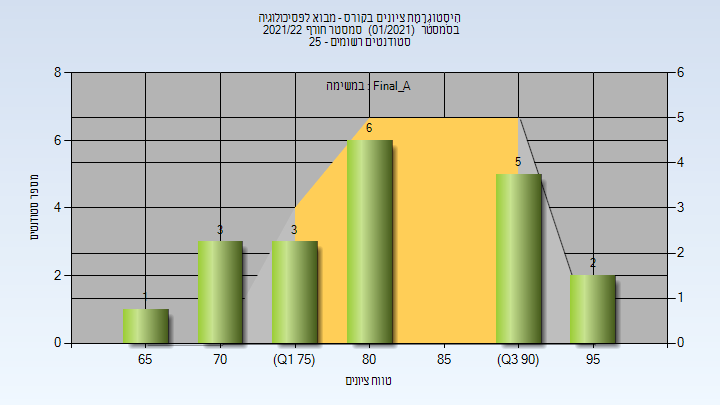 היסטוגרמת ציונים בקורס - מבוא לפסיכולוגיה
בסמסטר (01/2021) סמסטר חורף 2021/22
סטודנטים רשומים - 25
במשימה : Final_A
מספר סטודנטים
8
6
4
2
0
6
5
4
3
2
1
0
1
3
3
6
5
2
65
70
(Q1 75)
80
85
(Q3 90)
95
טווח ציונים